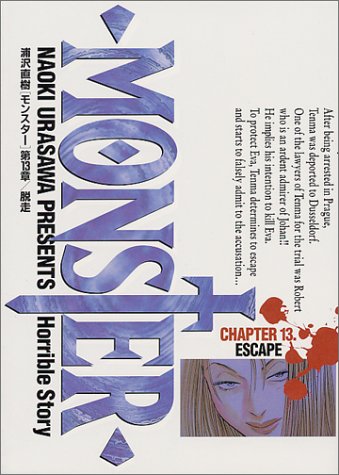 MONSTER
NAOKI URASAWA PRESENTS Horrible Story
浦沢直樹[モンスター]第13章/脱走
After being arrested in Prague,
Tenma was deported to Dusseldorf.
One of the lawyers of Tenma for the trial was Robert
who is an ardent admirer of Johan!!
He implies his intention to kill Eva.
To protect Eva, Tenma determines to escape
and starts to falsely admit to the accusation...
CHAPTER 13.
ESCAPE